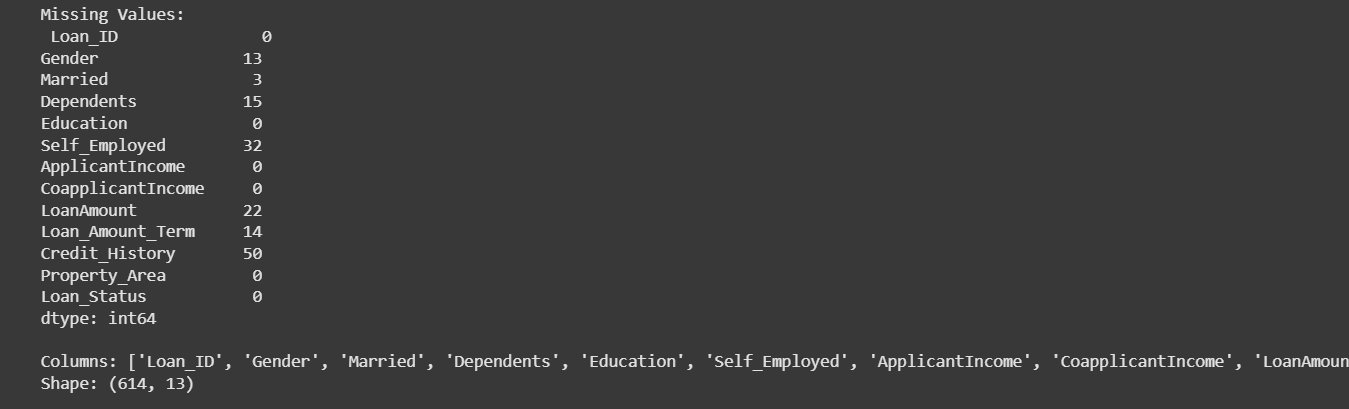 Missing Values:
Loan_ID 0
Gender 13
Married 3
Dependents 15
Education 0
Self_Employed 32
ApplicantIncome 0
CoapplicantIncome 0
LoanAmount 22
Loan_Amount_Term 14
Credit_History 50
Property_Area 0
Loan_Status 0
dtype: int64
Columns: ['Loan_ID', 'Gender', 'Married', 'Dependents', 'Education', 'Self_Employed', 'ApplicantIncome', 'CoapplicantIncome', 'LoanAmoun
Shape: (614, 13)